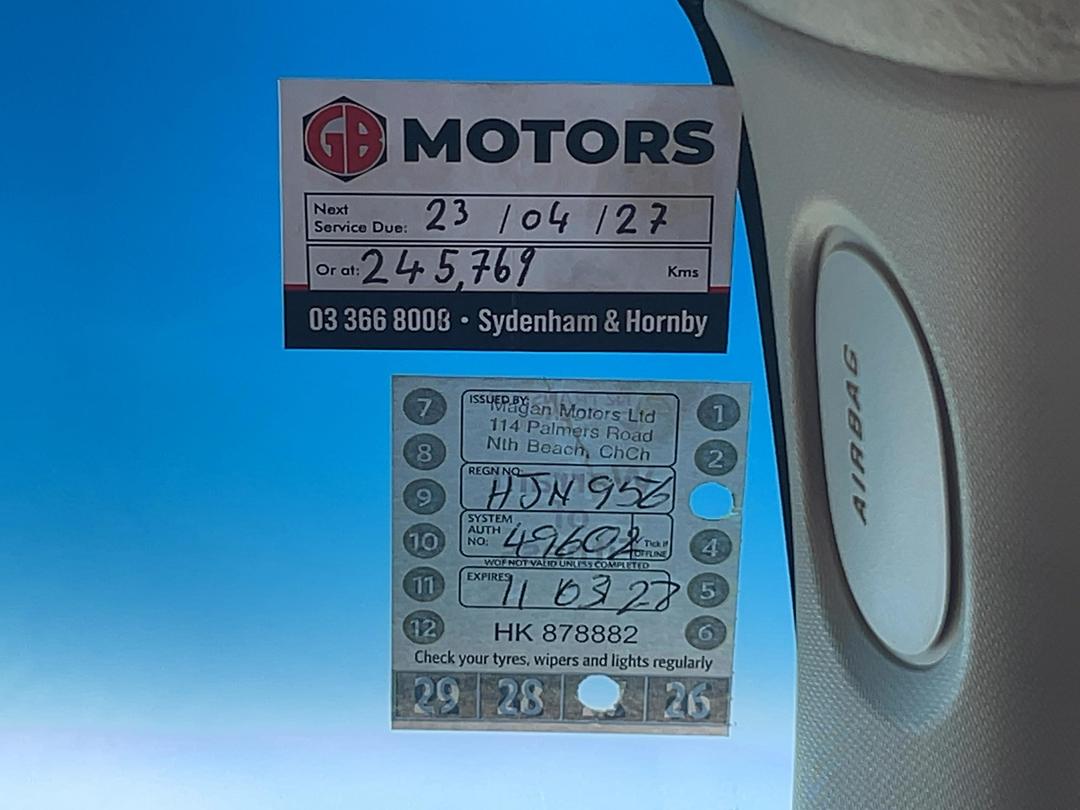 GB MOTORS
Next Service Due: 23 / 04 / 27
Or at: 245,769 Kms
03 366 8008 • Sydenham & Hornby
AIRBAG
7
8
9
10
11
12
ISSUED BY:
Magan Motors Ltd
114 Palmers Road
Nth Beach, ChCh
REGN NO:
HJN 956
SYSTEM AUTH NO: 49602
Tick if OFFLINE
WOF NOT VALID UNLESS COMPLETED
EXPIRES 11 03 27
HK 878882
1
2
4
5
6
Check your tyres, wipers and lights regularly
29 28 26